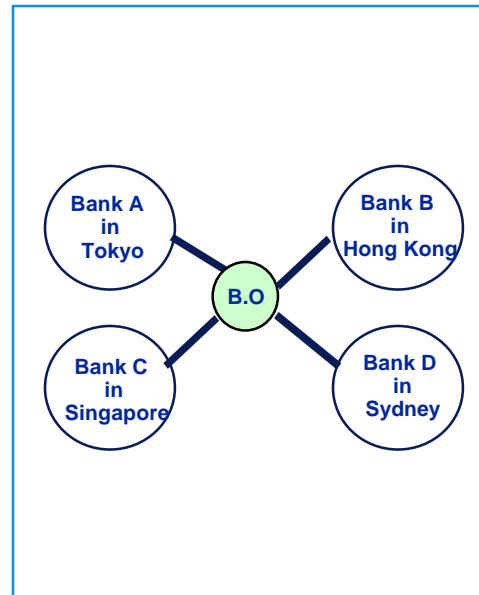 Bank A
in
Tokyo
Bank B
in
Hong Kong
B.O
Bank C
in
Singapore
Bank D
in
Sydney